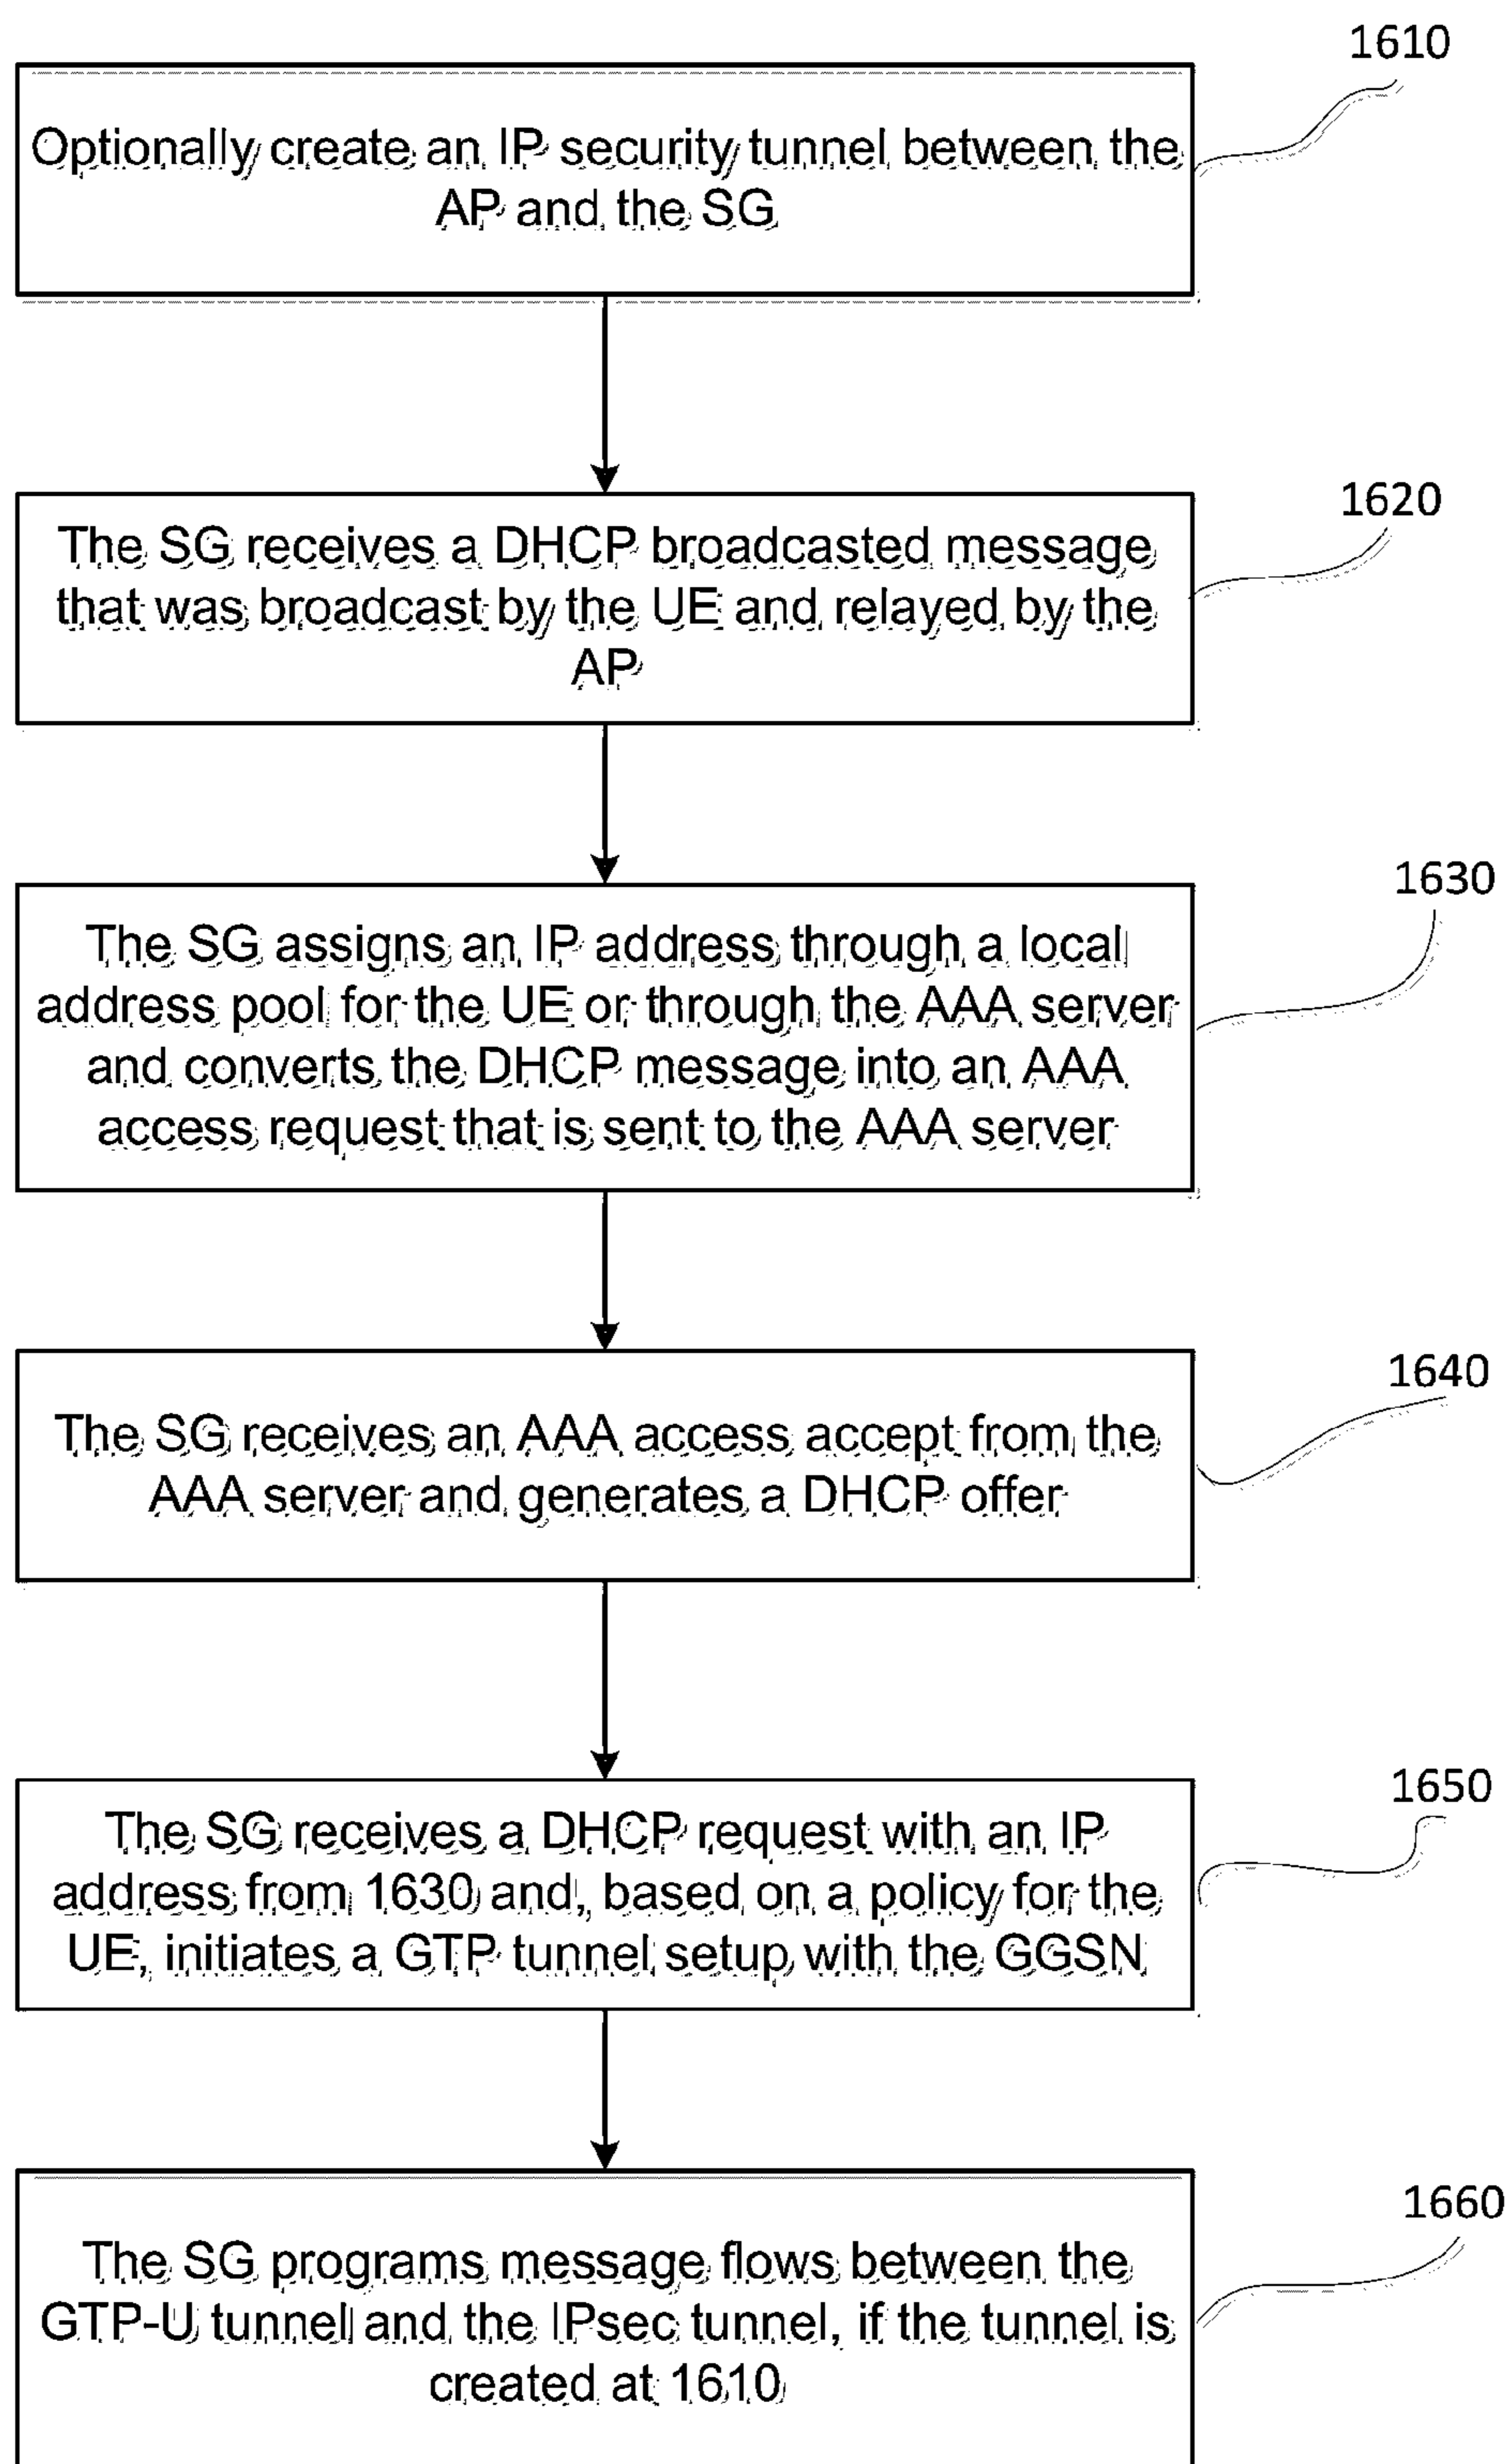 1610
Optionally create an IP security tunnel between the
AP and the SG
1620
The SG receives a DHCP broadcasted message
that was broadcast by the UE and relayed by the
AP
1630
The SG assigns an IP address through a local
address pool for the UE or through the AAA server
and converts the DHCP message into an AAA
access request that is sent to the AAA server
1640
The SG receives an AAA access accept from the
AAA server and generates a DHCP offer
1650
The SG receives a DHCP request with an IP
address from 1630 and, based on a policy for the
UE, initiates a GTP tunnel setup with the GGSN
1660
The SG programs message flows between the
GTP-U tunnel and the IPsec tunnel, if the tunnel is
created at 1610